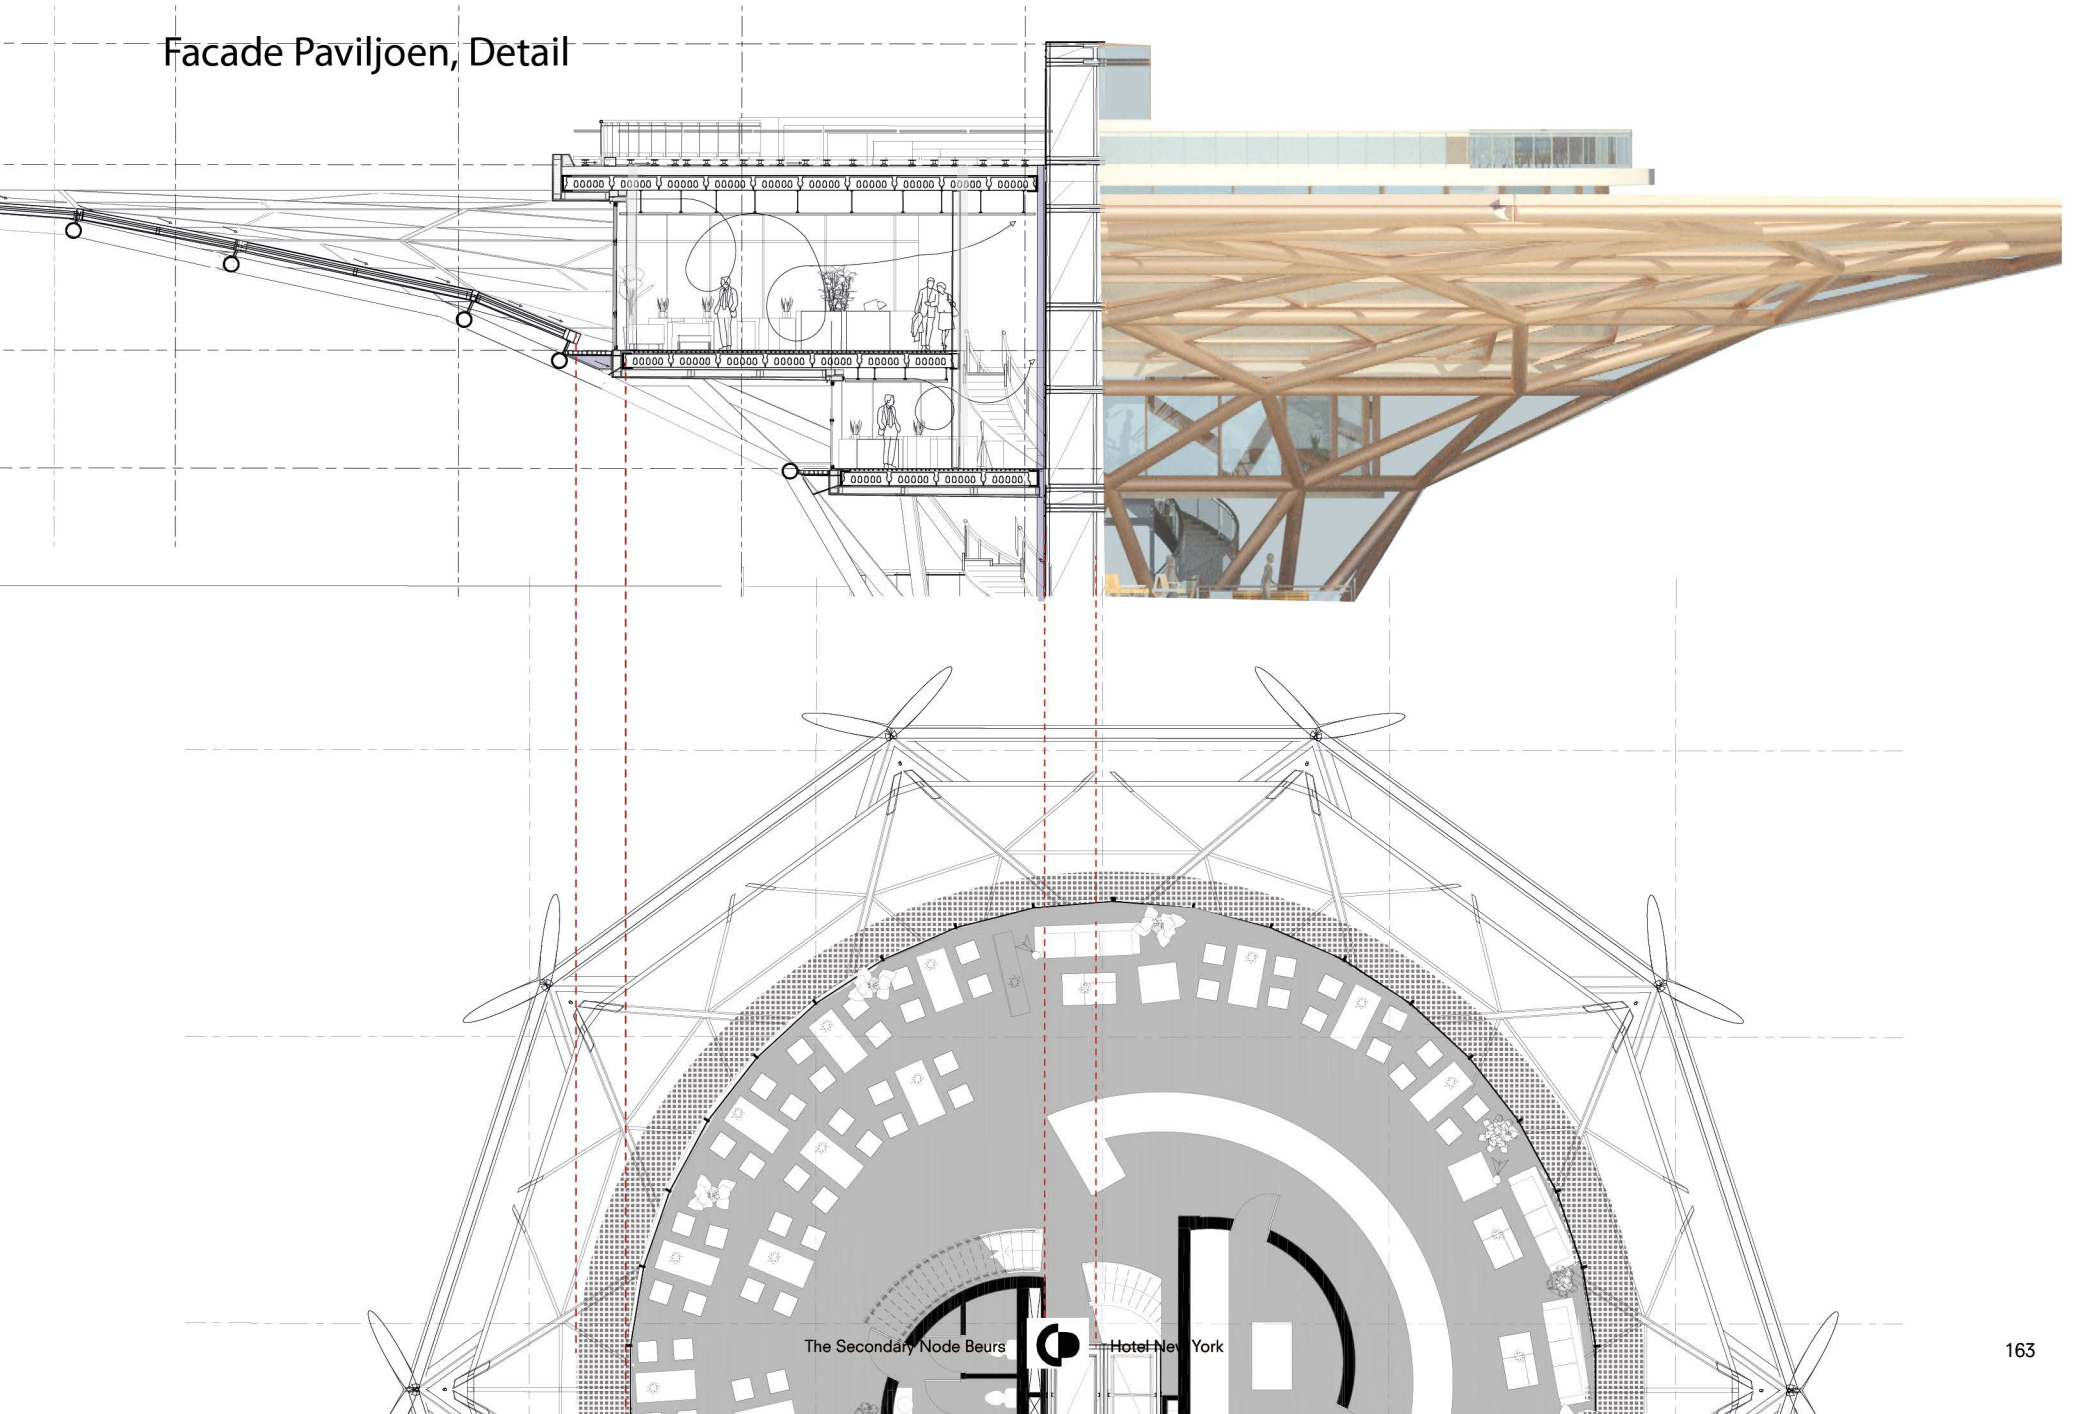 Facade Paviljoen, Detail
The Secondary Node Beurs
Hotel New York
163